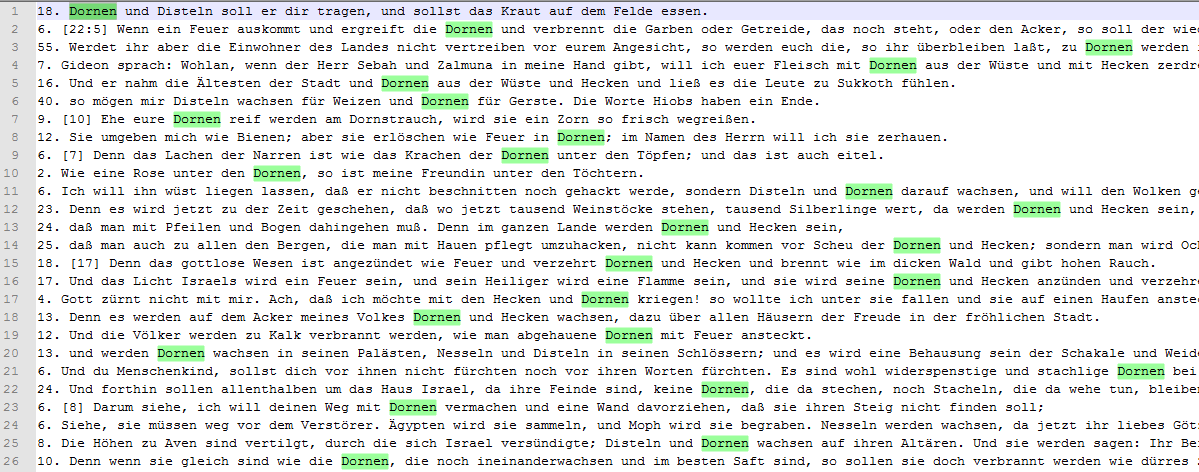 1 18. Dornen und Disteln soll er dir tragen, und sollst das Kraut auf dem Felde essen.
2 6. [22:5] Wenn ein Feuer auskommt und ergreift die Dornen und verbrennt die Garben oder Getreide, das noch steht, oder den Acker, so soll der wied
3 55. Werdet ihr aber die Einwohner des Landes nicht vertreiben vor eurem Angesicht, so werden euch die, so ihr überbleiben laßt, zu Dornen werden
4 7. Gideon sprach: Wohlan, wenn der Herr Sebah und Zalmuna in meine Hand gibt, will ich euer Fleisch mit Dornen aus der Wüste und mit Hecken zerdre
5 16. Und er nahm die Ältesten der Stadt und Dornen aus der Wüste und Hecken und ließ es die Leute zu Sukkoth fühlen.
6 40. so mögen mir Disteln wachsen für Weizen und Dornen für Gerste. Die Worte Hiobs haben ein Ende.
7 9. [10] Ehe eure Dornen reif werden am Dornstrauch, wird sie ein Zorn so frisch wegreißen.
8 12. Sie umgeben mich wie Bienen; aber sie erlöschen wie Feuer in Dornen; im Namen des Herrn will ich sie zerhauen.
9 6. [7] Denn das Lachen der Narren ist wie das Krachen der Dornen unter den Töpfen; und das ist auch eitel.
10 2. Wie eine Rose unter den Dornen, so ist meine Freundin unter den Töchtern.
11 6. Ich will ihn wüst liegen lassen, daß er nicht beschnitten noch gehackt werde, sondern Disteln und Dornen darauf wachsen, und will den Wolken ge
12 23. Denn es wird jetzt zu der Zeit geschehen, daß wo jetzt tausend Weinstöcke stehen, tausend Silberlinge wert, da werden Dornen und Hecken sein,
13 24. daß man mit Pfeilen und Bogen dahingehen muß. Denn im ganzen Lande werden Dornen und Hecken sein,
14 25. daß man auch zu allen den Bergen, die man mit Hauen pflegt umzuhacken, nicht kann kommen vor Scheu der Dornen und Hecken; sondern man wird Och
15 18. [17] Denn das gottlose Wesen ist angezündet wie Feuer und verzehrt Dornen und Hecken und brennt wie im dicken Wald und gibt hohen Rauch.
16 17. Und das Licht Israels wird ein Feuer sein, und sein Heiliger wird eine Flamme sein, und sie wird seine Dornen und Hecken anzünden und verzehre
17 4. Gott zürnt nicht mit mir. Ach, daß ich möchte mit den Hecken und Dornen kriegen! so wollte ich unter sie fallen und sie auf einen Haufen anstec
18 13. Denn es werden auf dem Acker meines Volkes Dornen und Hecken wachsen, dazu über allen Häusern der Freude in der fröhlichen Stadt.
19 12. Und die Völker werden zu Kalk verbrannt werden, wie man abgehauene Dornen mit Feuer ansteckt.
20 13. und werden Dornen wachsen in seinen Palästen, Nesseln und Disteln in seinen Schlössern; und es wird eine Behausung sein der Schakale und Weide
21 6. Und du Menschenkind, sollst dich vor ihnen nicht fürchten noch vor ihren Worten fürchten. Es sind wohl widerspenstige und stachlige Dornen bei
22 24. Und forthin sollen allenthalben um das Haus Israel, da ihre Feinde sind, keine Dornen, die da stechen, noch Stacheln, die da wehe tun, bleiben
23 6. [8] Darum siehe, ich will deinen Weg mit Dornen vermachen und eine Wand davorziehen, daß sie ihren Steig nicht finden soll;
24 6. Siehe, sie müssen weg vor dem Verstörer. Ägypten wird sie sammeln, und Moph wird sie begraben. Nesseln werden wachsen, da jetzt ihr liebes Götz
25 8. Die Höhen zu Aven sind vertilgt, durch die sich Israel versündigte; Disteln und Dornen wachsen auf ihren Altären. Und sie werden sagen: Ihr Ber
26 10. Denn wenn sie gleich sind wie die Dornen, die noch ineinanderwachsen und im besten Saft sind, so sollen sie doch verbrannt werden wie dürres